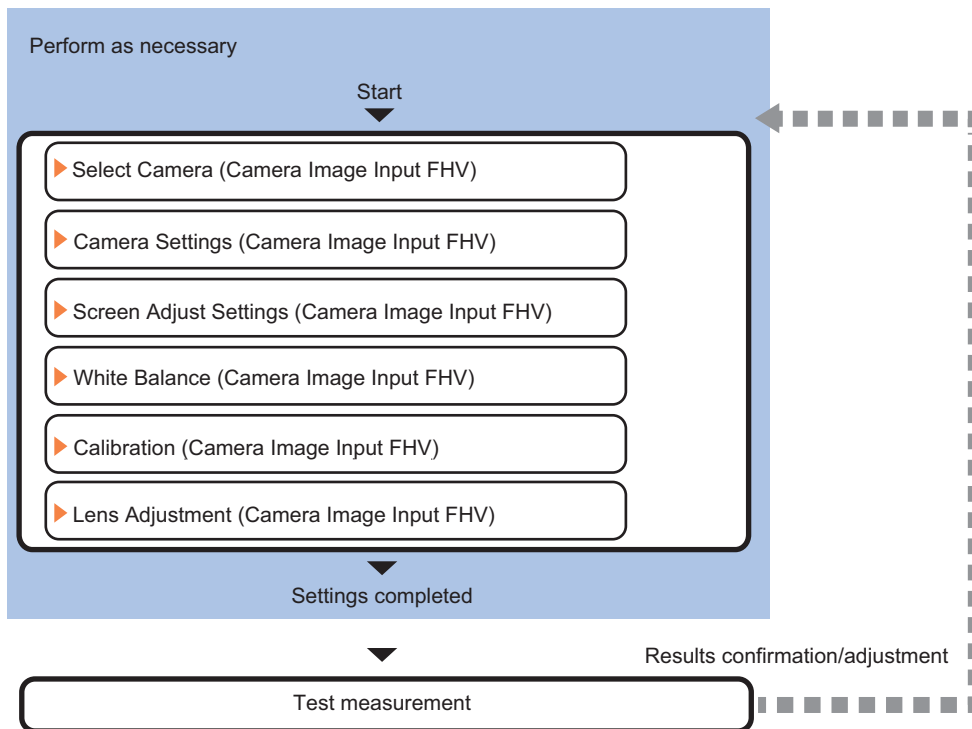 Perform as necessary
Start
Select Camera (Camera Image Input FHV)
Camera Settings (Camera Image Input FHV)
Screen Adjust Settings (Camera Image Input FHV)
White Balance (Camera Image Input FHV)
Calibration (Camera Image Input FHV)
Lens Adjustment (Camera Image Input FHV)
Settings completed
Results confirmation/adjustment
Test measurement